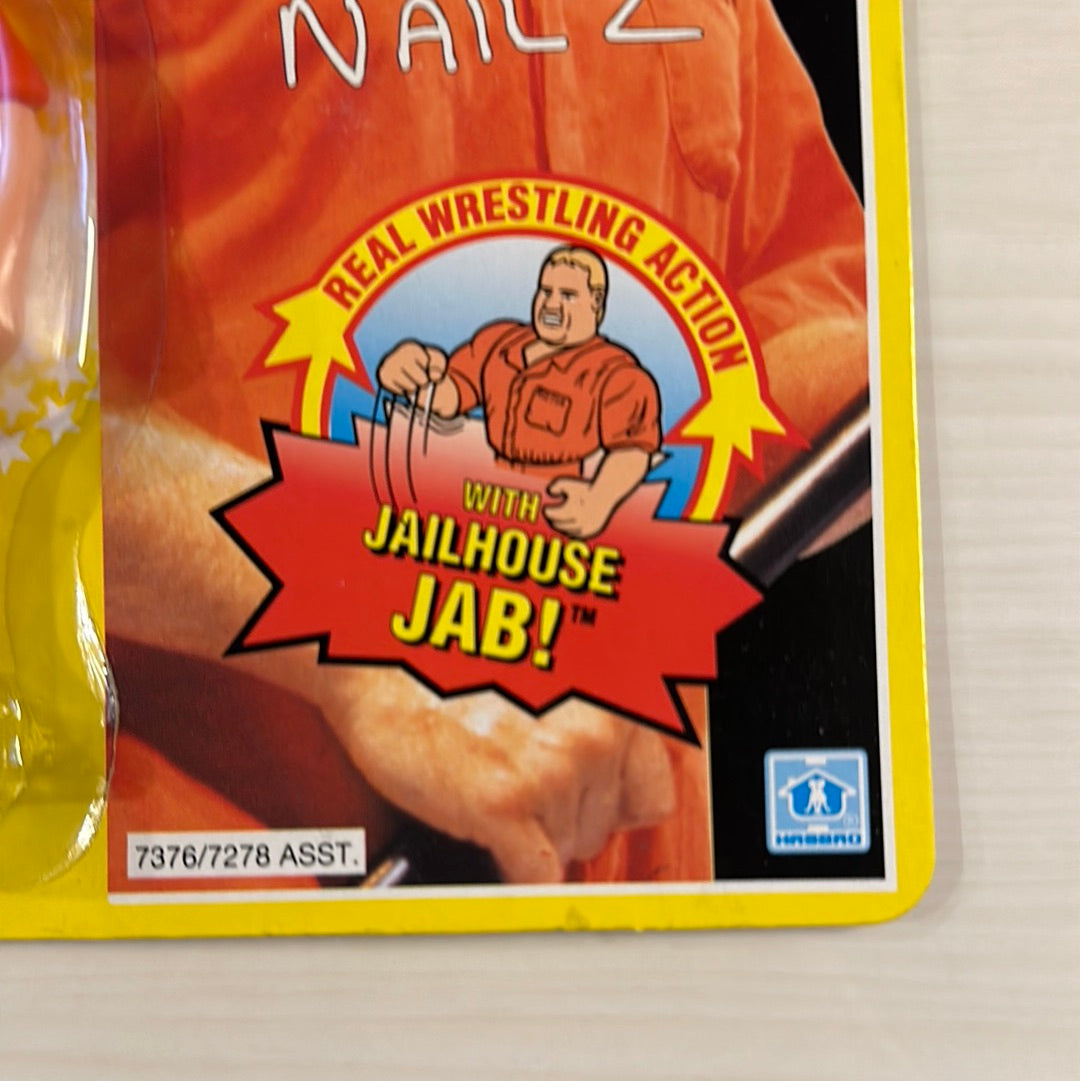 NAILZ
REAL WRESTLING ACTION
WITH
JAILHOUSE
JAB!™
7376/7278 ASST.
HASBRO